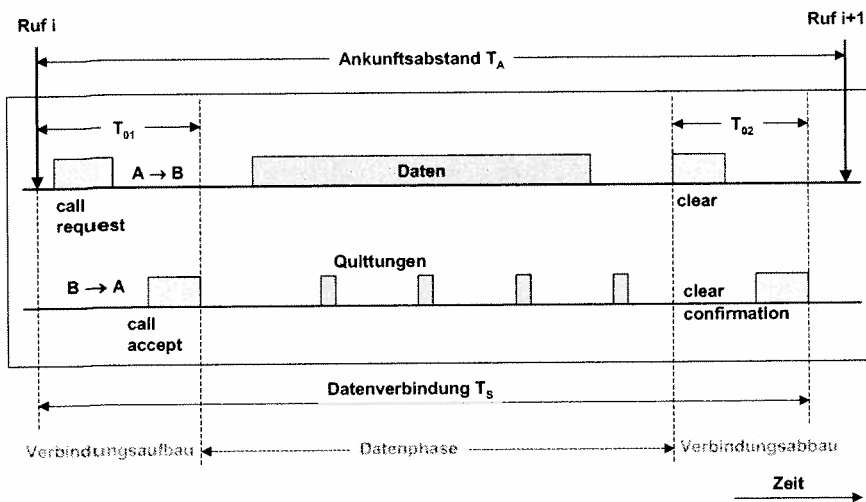 Ruf i
Ruf i+1
Ankunftsabstand T_A
T_01
T_02
A → B
Daten
call
request
clear
Quittungen
B → A
clear
confirmation
call
accept
Datenverbindung T_S
Verbindungsaufbau
Datenphase
Verbindungsabbau
Zeit